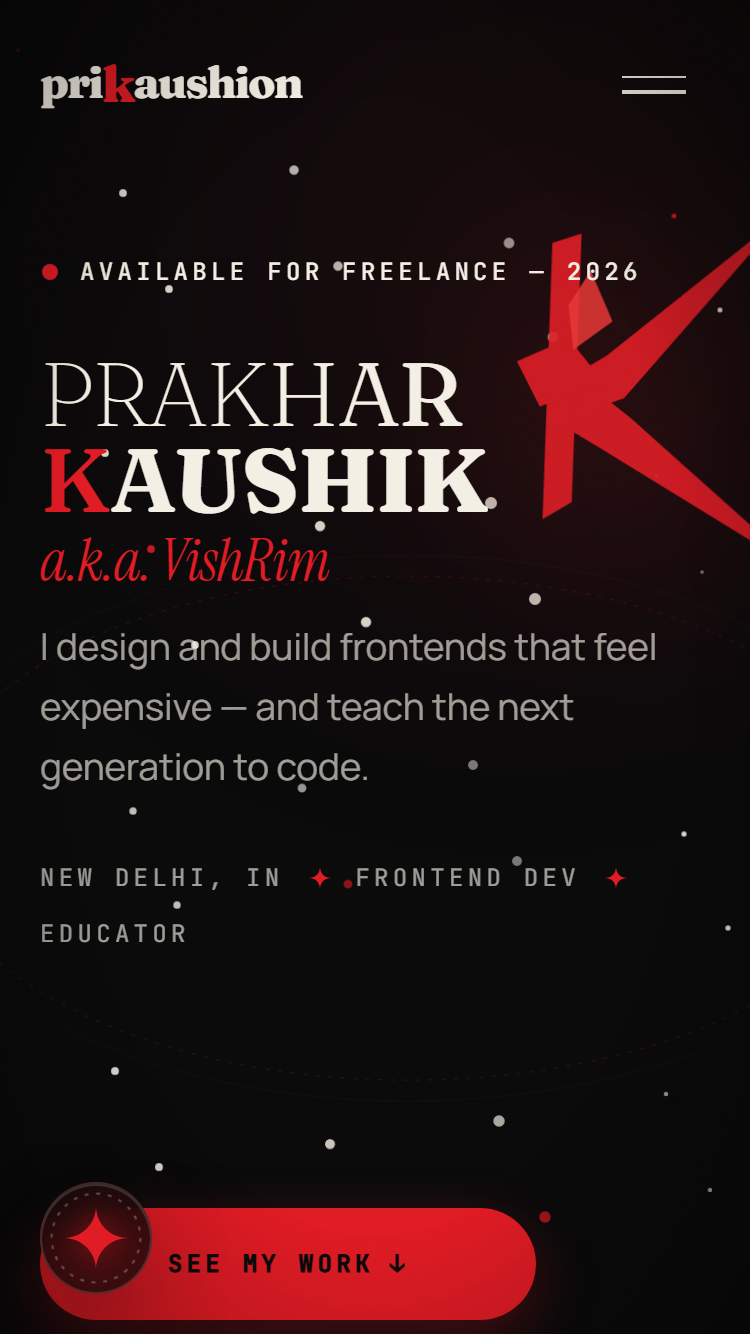 prikaushion
AVAILABLE FOR FREELANCE — 2026
PRAKHAR
KAUSHIK
a.k.a. VishRim
I design and build frontends that feel
expensive — and teach the next
generation to code.
NEW DELHI, IN ✦ FRONTEND DEV ✦
EDUCATOR
SEE MY WORK ↓